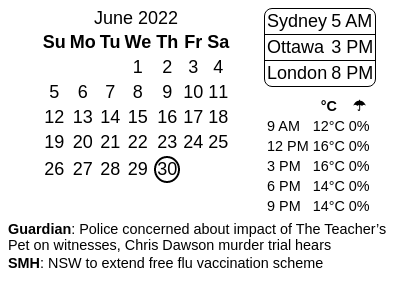 June 2022
Su Mo Tu We Th Fr Sa
1 2 3 4
5 6 7 8 9 10 11
12 13 14 15 16 17 18
19 20 21 22 23 24 25
26 27 28 29 30
Sydney 5 AM
Ottawa 3 PM
London 8 PM
°C ☂
9 AM 12°C 0%
12 PM 16°C 0%
3 PM 16°C 0%
6 PM 14°C 0%
9 PM 14°C 0%
Guardian: Police concerned about impact of The Teacher’s
Pet on witnesses, Chris Dawson murder trial hears
SMH: NSW to extend free flu vaccination scheme